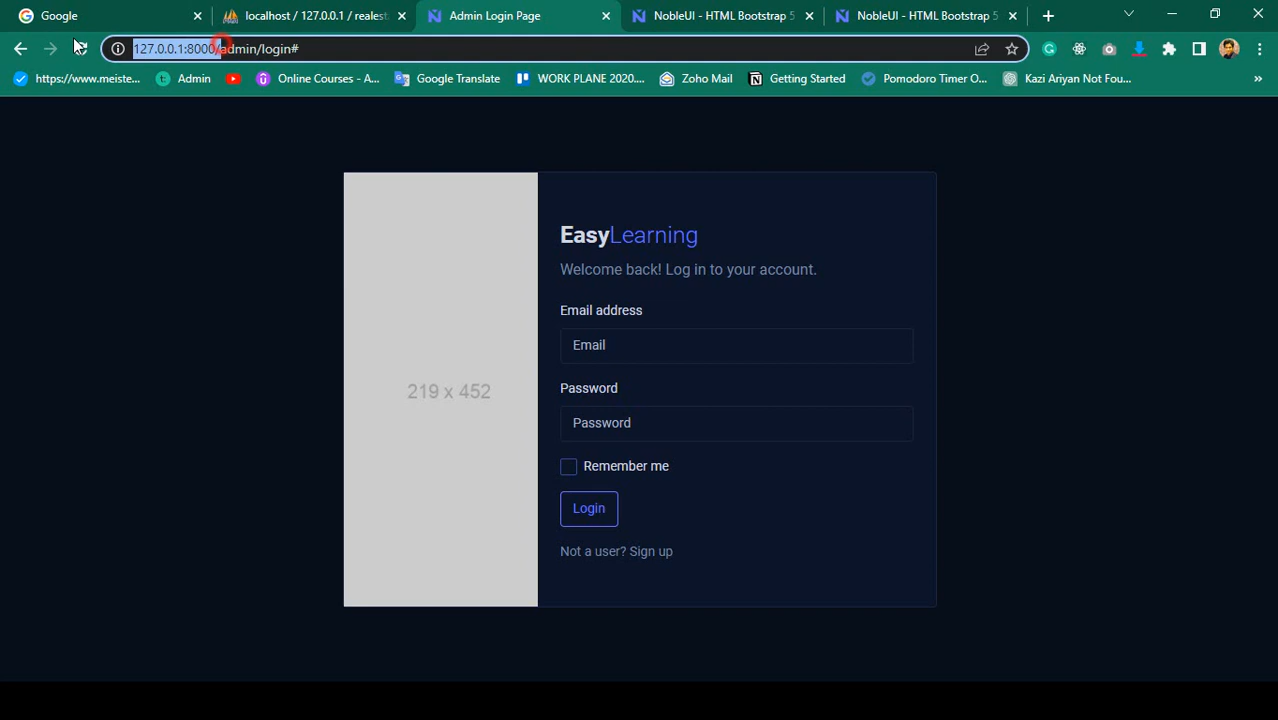 Google
localhost / 127.0.0.1 / realest
Admin Login Page
NobleUI - HTML Bootstrap 5
NobleUI - HTML Bootstrap 5
127.0.0.1:8000/admin/login#
https://www.meiste...
Admin
Online Courses - A...
Google Translate
WORK PLANE 2020....
Zoho Mail
Getting Started
Pomodoro Timer O...
Kazi Ariyan Not Fou...
219 x 452
EasyLearning
Welcome back! Log in to your account.
Email address
Email
Password
Password
Remember me
Login
Not a user? Sign up